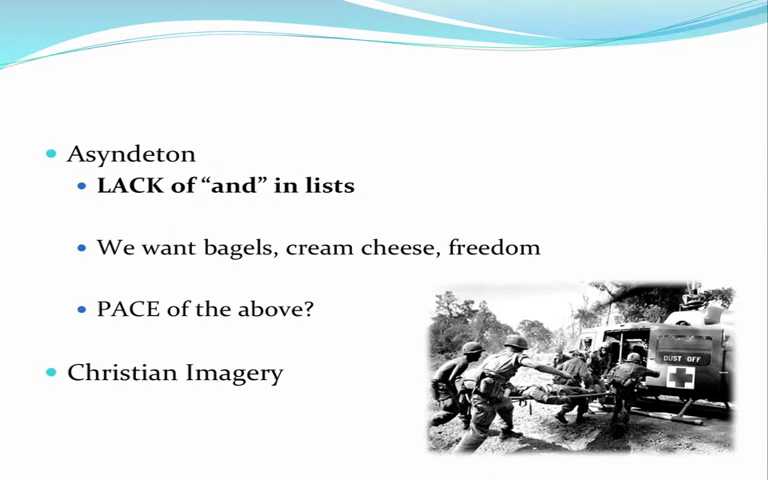 Asyndeton
LACK of “and” in lists
We want bagels, cream cheese, freedom
PACE of the above?
DUST OFF
Christian Imagery